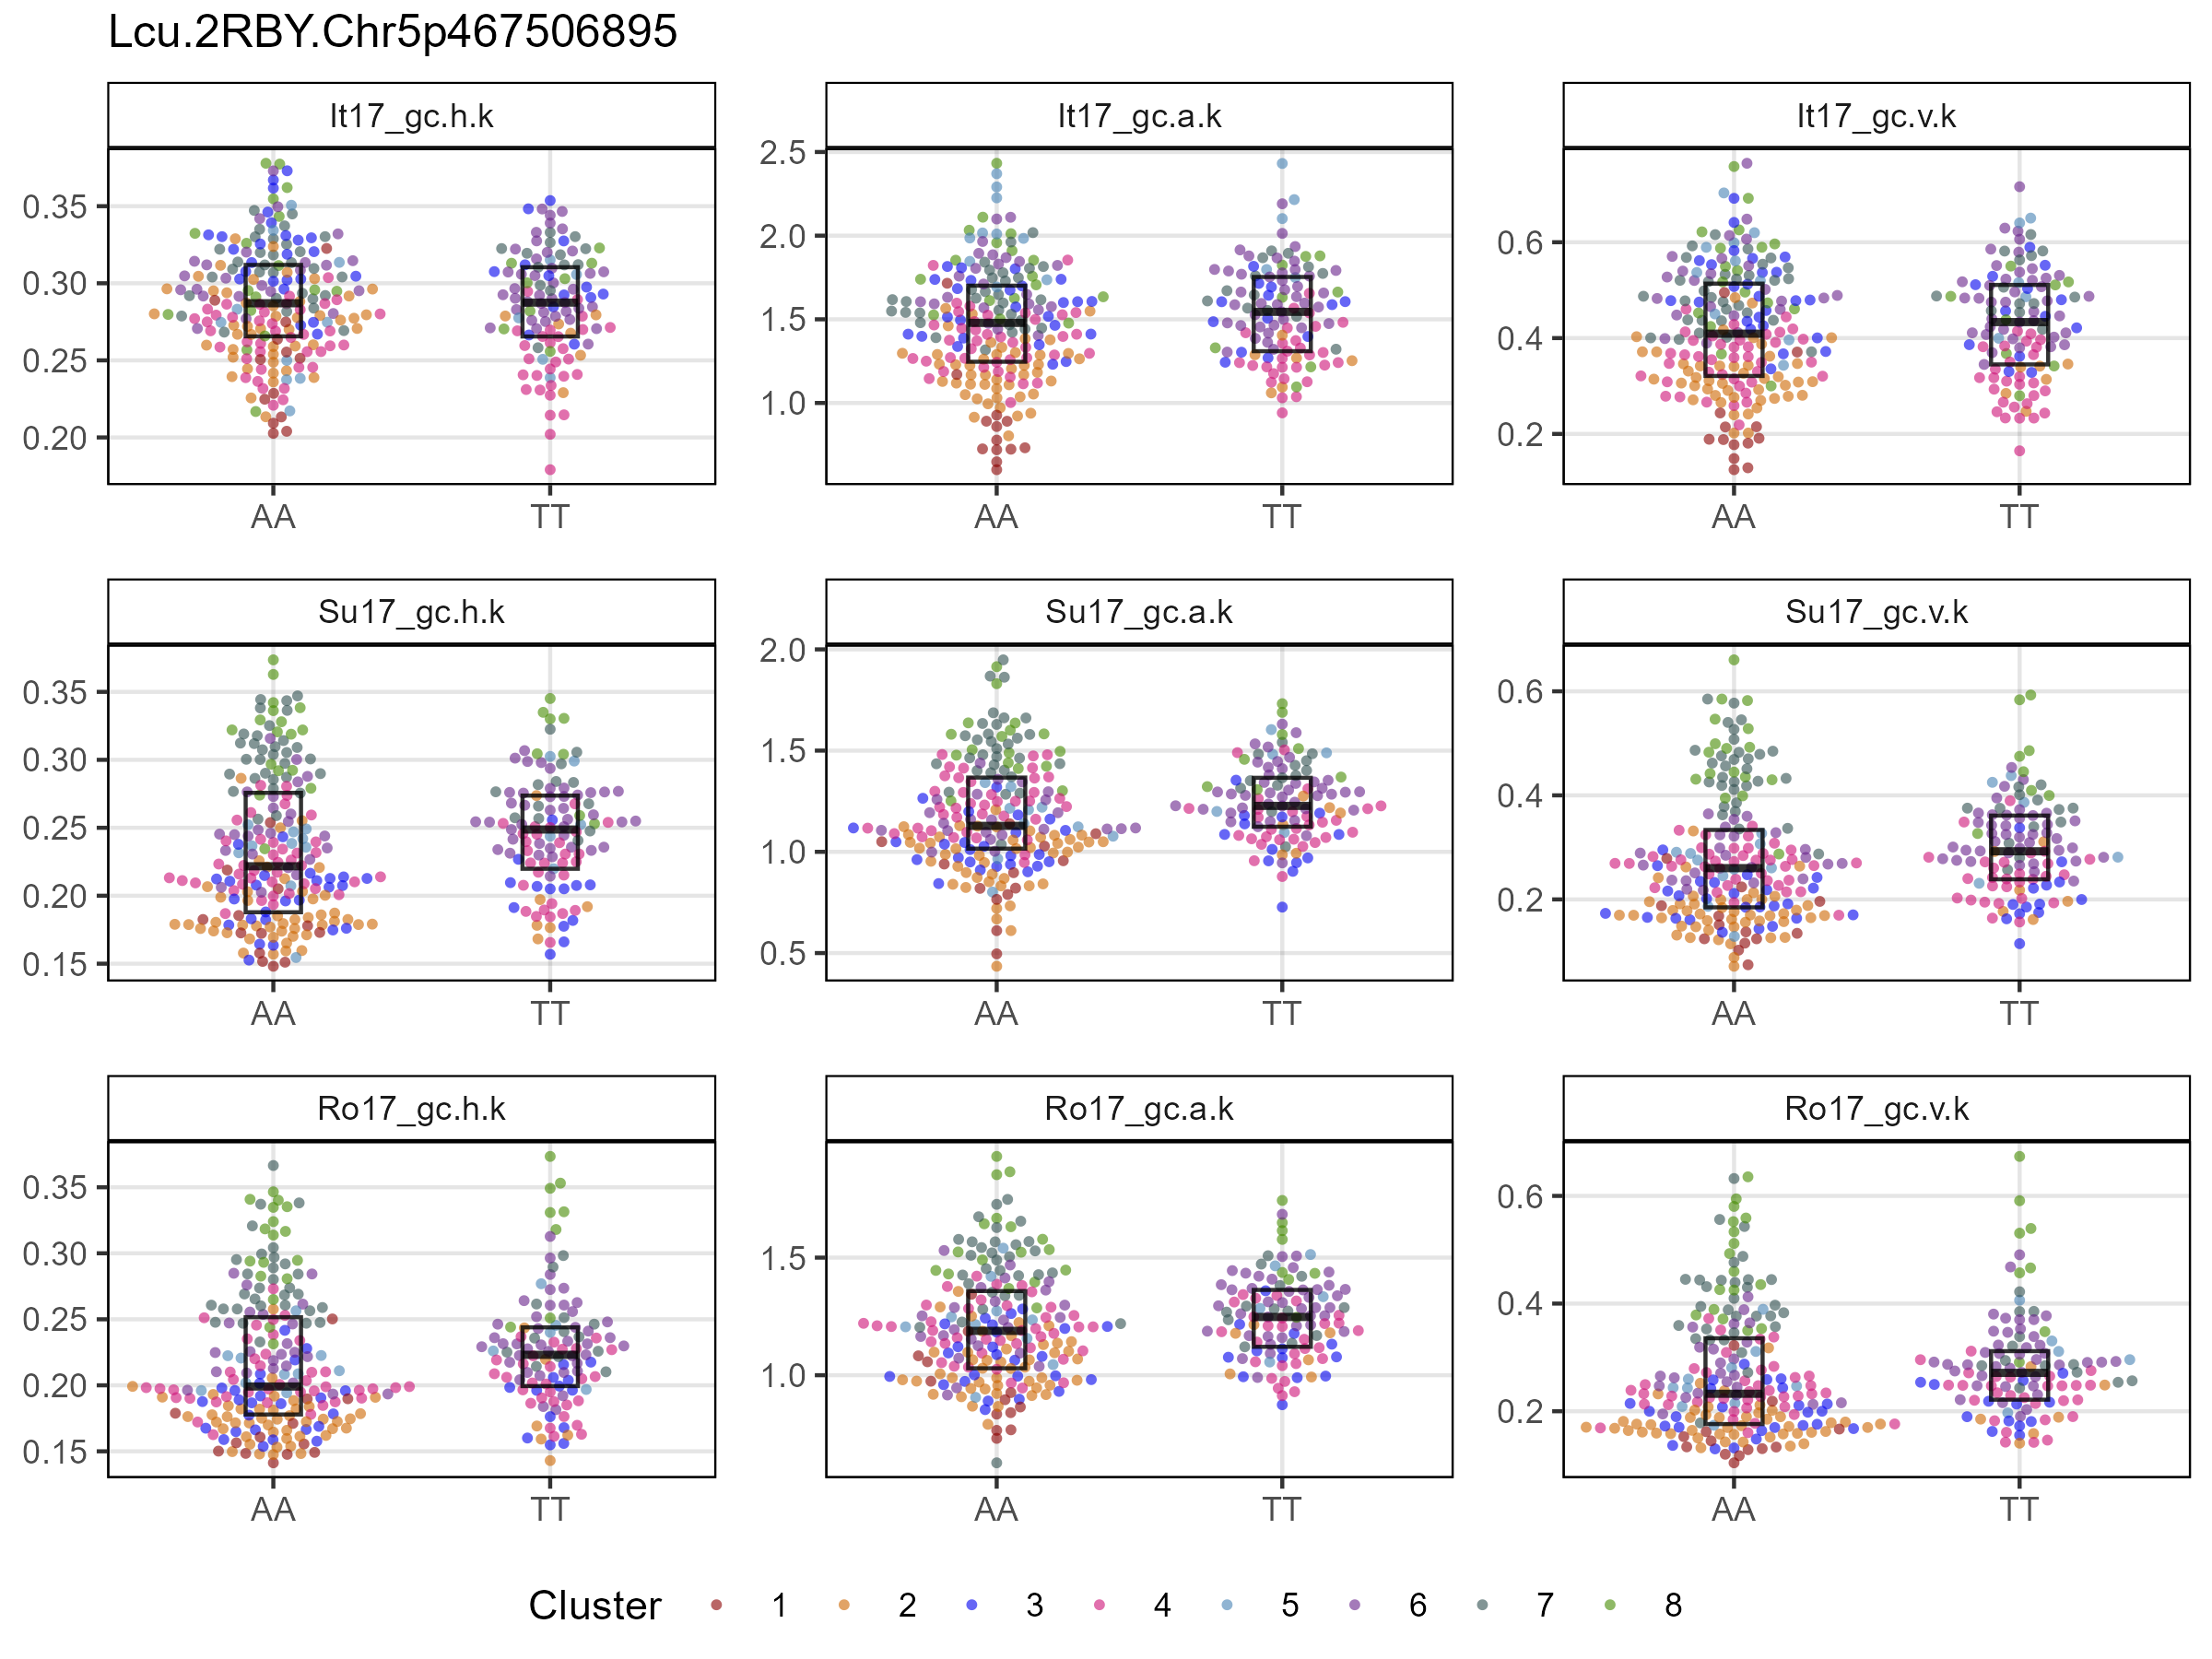 Lcu.2RBY.Chr5p467506895
It17_gc.h.k
It17_gc.a.k
It17_gc.v.k
0.35
0.30
0.25
0.20
2.5
2.0
1.5
1.0
0.6
0.4
0.2
AA TT
AA TT
AA TT
Su17_gc.h.k
Su17_gc.a.k
Su17_gc.v.k
0.35
0.30
0.25
0.20
0.15
2.0
1.5
1.0
0.5
0.6
0.4
0.2
AA TT
AA TT
AA TT
Ro17_gc.h.k
Ro17_gc.a.k
Ro17_gc.v.k
0.35
0.30
0.25
0.20
0.15
1.5
1.0
0.6
0.4
0.2
AA TT
AA TT
AA TT
Cluster 1 2 3 4 5 6 7 8